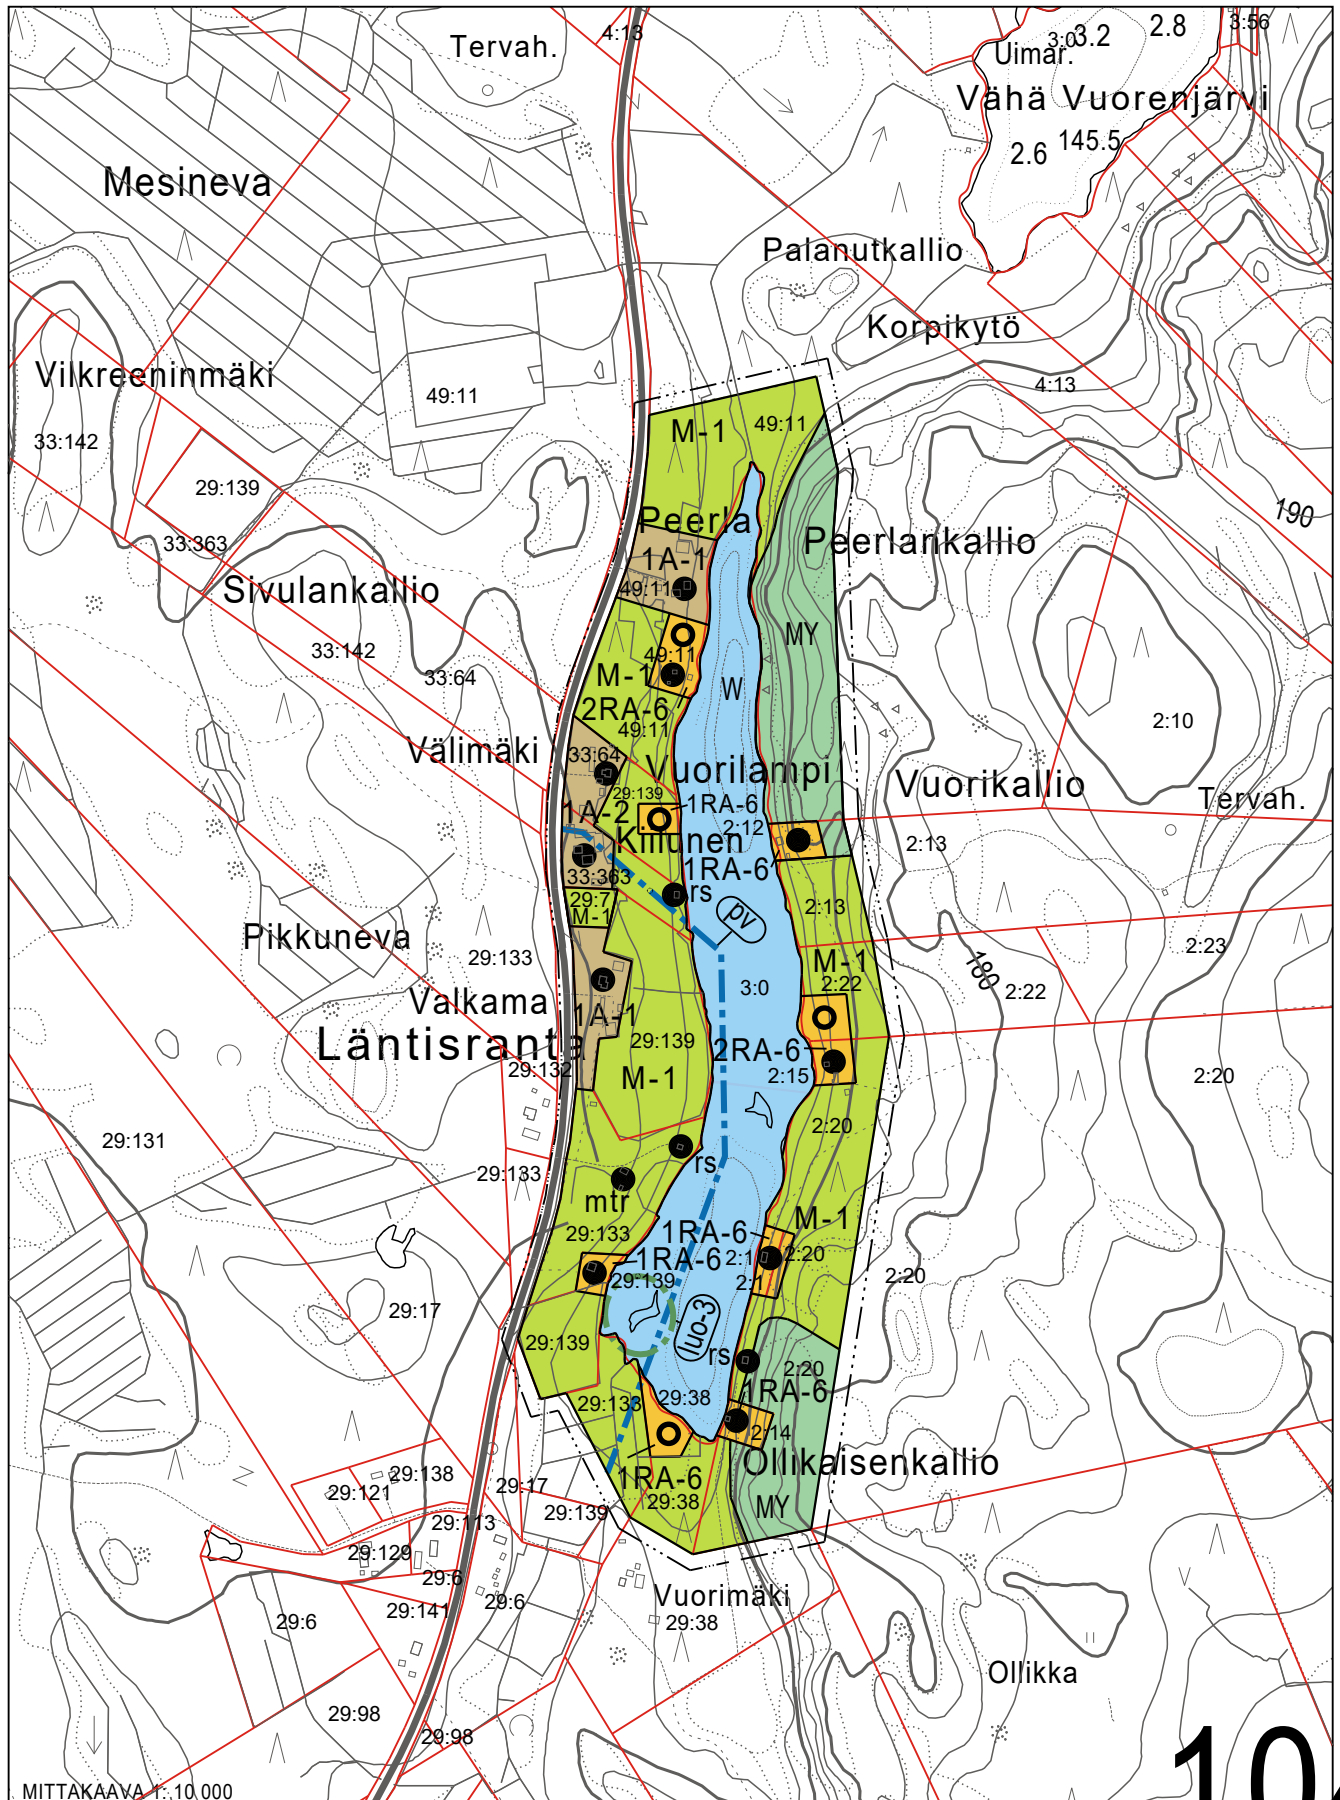 4:13
Tervah.
Uimar.
3:0
3.2
2.8
3:56
Vähä Vuorenjärvi
2.6
145.5
Mesineva
Palanutkallio
Korpikytö
Vilkreeninmäki
49:11
4:13
33:142
M-1
49:11
29:139
190
33:363
Peerla
Peerlankallio
1A-1
49:11
Sivulankallio
33:142
MY
49:11
33:64
M-1
W
2RA-6
49:11
2:10
Välimäki
33:64
Vuorilampi
Vuorikallio
29:139
1RA-6
Tervah.
1A-2
2:12
Kiiunen
2:13
33:363
1RA-6
rs
29:7
M-1
pv
2:13
Pikkuneva
29:133
2:23
M-1
180
2:22
3:0
2:22
Valkama
1A-1
Läntisranta
29:139
2RA-6
29:132
M-1
2:15
2:20
29:131
2:20
29:133
rs
mtr
29:133
1RA-6
M-1
1RA-6
2:1
2:20
29:139
2:1
2:20
29:17
luo-3
29:139
rs
2:20
1RA-6
29:133
29:38
2:14
Ollikaisenkallio
29:138
29:17
1RA-6
29:121
29:38
MY
29:139
29:113
29:129
29:6
29:6
Vuorimäki
29:141
29:6
29:38
Ollikka
29:98
29:98
10
MITTAKAAVA 1: 10 000